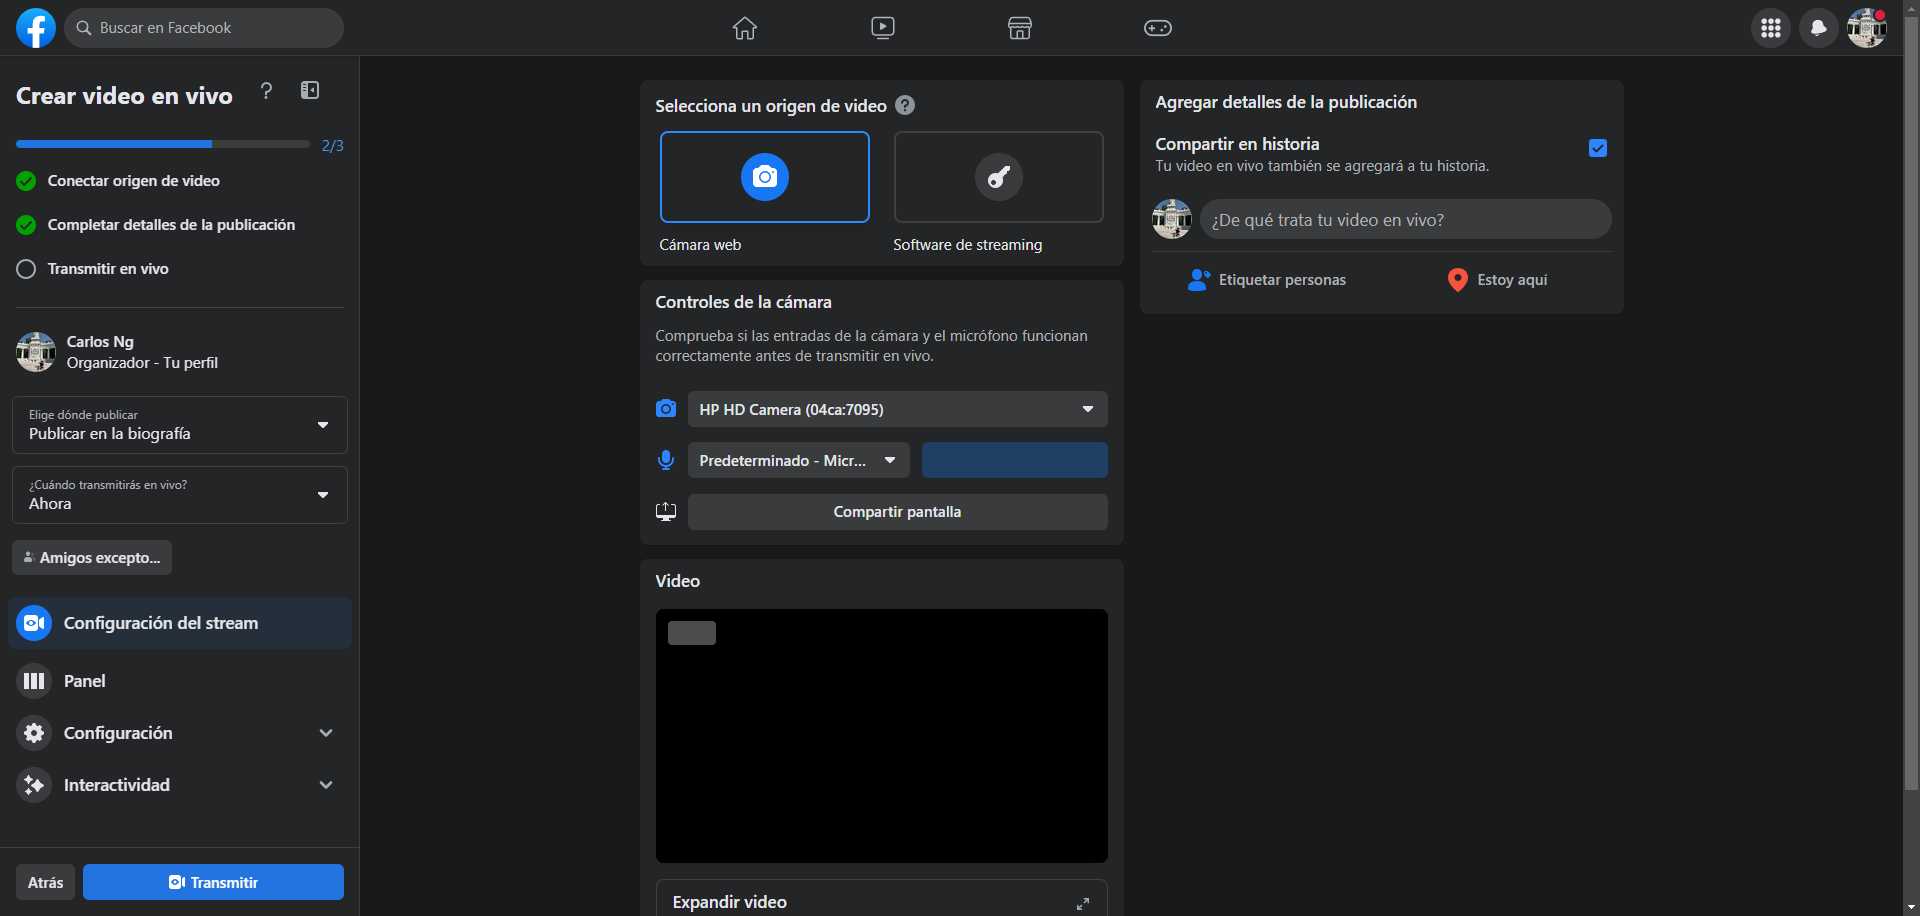 Buscar en Facebook
Crear video en vivo
2/3
Conectar origen de video
Completar detalles de la publicación
Transmitir en vivo
Carlos Ng
Organizador - Tu perfil
Elige dónde publicar
Publicar en la biografía
¿Cuándo transmitirás en vivo?
Ahora
Amigos excepto...
Configuración del stream
Panel
Configuración
Interactividad
Atrás
Transmitir
Selecciona un origen de video
Cámara web
Software de streaming
Controles de la cámara
Comprueba si las entradas de la cámara y el micrófono funcionan
correctamente antes de transmitir en vivo.
HP HD Camera (04ca:7095)
Predeterminado - Micr...
Compartir pantalla
Video
Expandir video
Agregar detalles de la publicación
Compartir en historia
Tu video en vivo también se agregará a tu historia.
¿De qué trata tu video en vivo?
Etiquetar personas
Estoy aquí